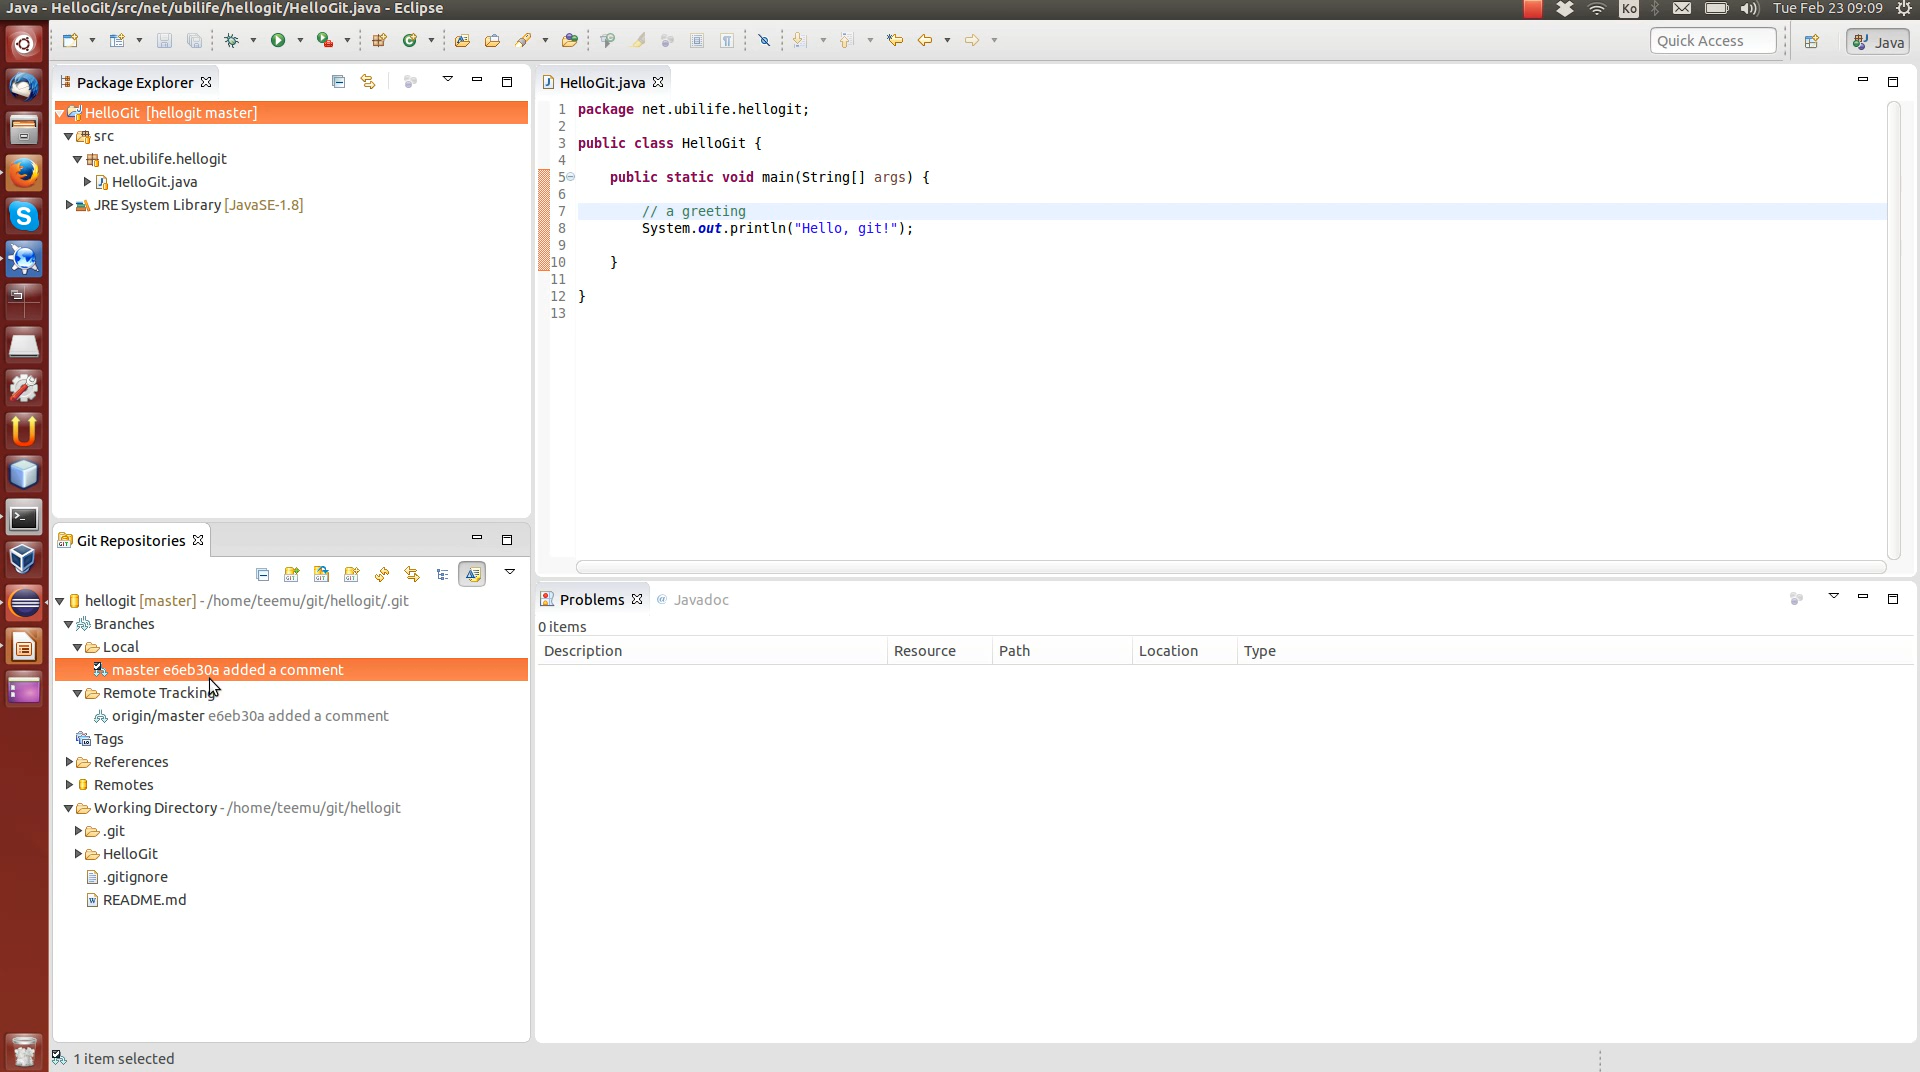 Java - HelloGit/src/net/ubilife/hellogit/HelloGit.java - Eclipse
Ko
Tue Feb 23 09:09
Quick Access
Java
Package Explorer
HelloGit [hellogit master]
src
net.ubilife.hellogit
HelloGit.java
JRE System Library [JavaSE-1.8]
HelloGit.java
1 package net.ubilife.hellogit;
2
3 public class HelloGit {
4
5 public static void main(String[] args) {
6
7 // a greeting
8 System.out.println("Hello, git!");
9
10 }
11
12 }
13
Git Repositories
hellogit [master] - /home/teemu/git/hellogit/.git
Branches
Local
master e6eb30a added a comment
Remote Tracking
origin/master e6eb30a added a comment
Tags
References
Remotes
Working Directory - /home/teemu/git/hellogit
.git
HelloGit
.gitignore
README.md
Problems
@ Javadoc
0 items
Description Resource Path Location Type
1 item selected